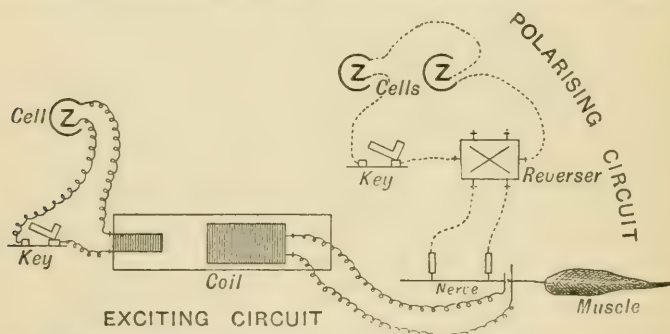 POLARISING CIRCUIT
Z
Z
Cells
Cell
Z
Key
Reverser
Key
Coil
Nerve
Muscle
EXCITING CIRCUIT